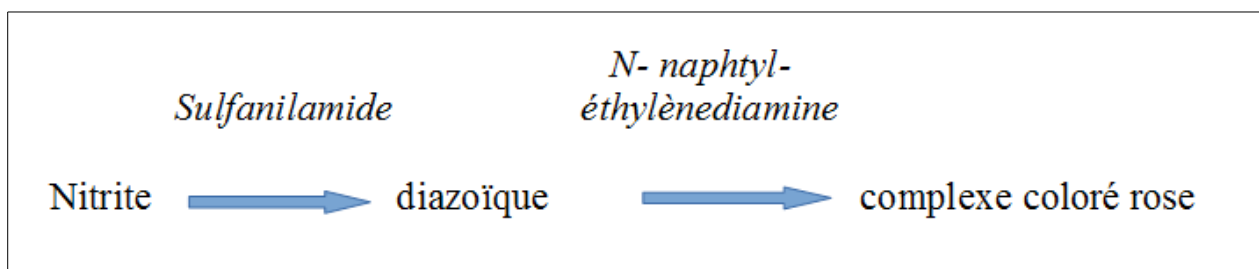 N- naphtyl-
Sulfanilamide éthylènediamine
Nitrite diazoïque complexe coloré rose